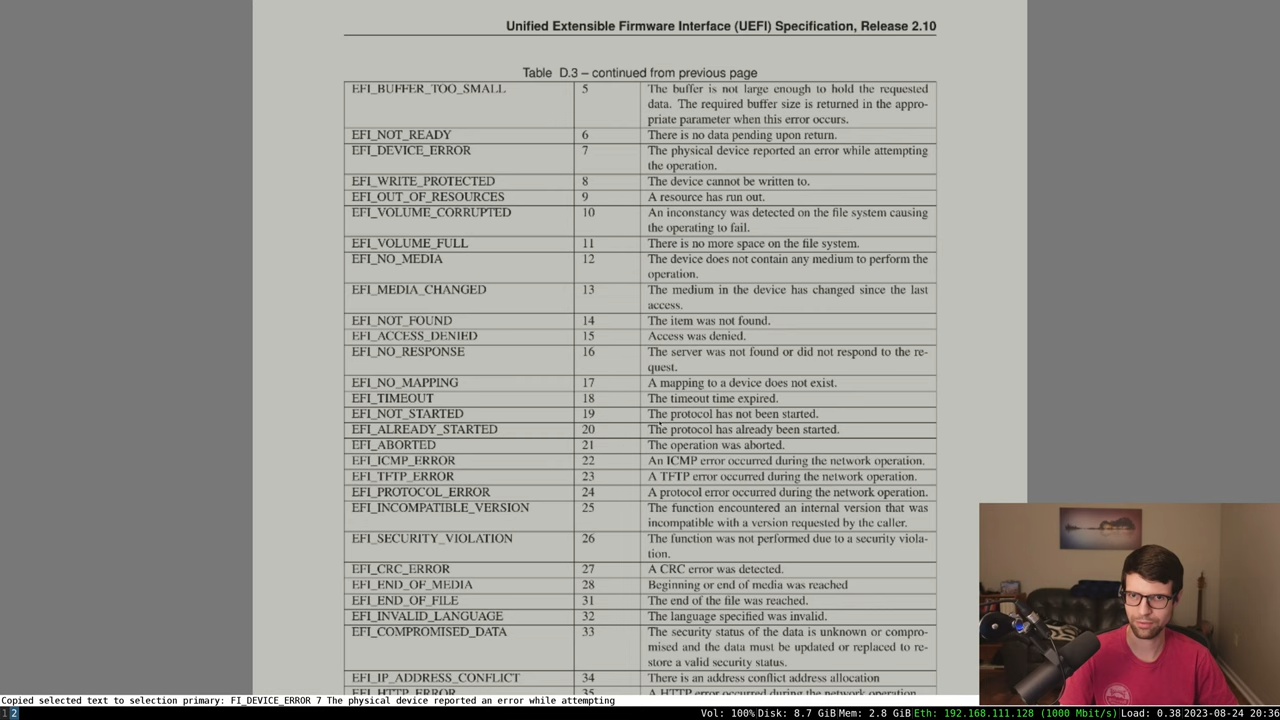 Unified Extensible Firmware Interface (UEFI) Specification, Release 2.10
Table D.3 – continued from previous page
EFI_BUFFER_TOO_SMALL 5 The buffer is not large enough to hold the requested
data. The required buffer size is returned in the appro-
priate parameter when this error occurs.
EFI_NOT_READY 6 There is no data pending upon return.
EFI_DEVICE_ERROR 7 The physical device reported an error while attempting
the operation.
EFI_WRITE_PROTECTED 8 The device cannot be written to.
EFI_OUT_OF_RESOURCES 9 A resource has run out.
EFI_VOLUME_CORRUPTED 10 An inconstancy was detected on the file system causing
the operating to fail.
EFI_VOLUME_FULL 11 There is no more space on the file system.
EFI_NO_MEDIA 12 The device does not contain any medium to perform the
operation.
EFI_MEDIA_CHANGED 13 The medium in the device has changed since the last
access.
EFI_NOT_FOUND 14 The item was not found.
EFI_ACCESS_DENIED 15 Access was denied.
EFI_NO_RESPONSE 16 The server was not found or did not respond to the re-
quest.
EFI_NO_MAPPING 17 A mapping to a device does not exist.
EFI_TIMEOUT 18 The timeout time expired.
EFI_NOT_STARTED 19 The protocol has not been started.
EFI_ALREADY_STARTED 20 The protocol has already been started.
EFI_ABORTED 21 The operation was aborted.
EFI_ICMP_ERROR 22 An ICMP error occurred during the network operation.
EFI_TFTP_ERROR 23 A TFTP error occurred during the network operation.
EFI_PROTOCOL_ERROR 24 A protocol error occurred during the network operation.
EFI_INCOMPATIBLE_VERSION 25 The function encountered an internal version that was
incompatible with a version requested by the caller.
EFI_SECURITY_VIOLATION 26 The function was not performed due to a security viola-
tion.
EFI_CRC_ERROR 27 A CRC error was detected.
EFI_END_OF_MEDIA 28 Beginning or end of media was reached
EFI_END_OF_FILE 31 The end of the file was reached.
EFI_INVALID_LANGUAGE 32 The language specified was invalid.
EFI_COMPROMISED_DATA 33 The security status of the data is unknown or compro-
mised and the data must be updated or replaced to re-
store a valid security status.
EFI_IP_ADDRESS_CONFLICT 34 There is an address conflict address allocation
EFI_HTTP_ERROR 35 A HTTP error occurred during the network operation
Copied selected text to selection primary: FI_DEVICE_ERROR 7 The physical device reported an error while attempting
1 2 Vol: 100% Disk: 8.7 GiB Mem: 2.8 GiB Eth: 192.168.111.128 (1000 Mbit/s) Load: 0.38 2023-08-24 20:36